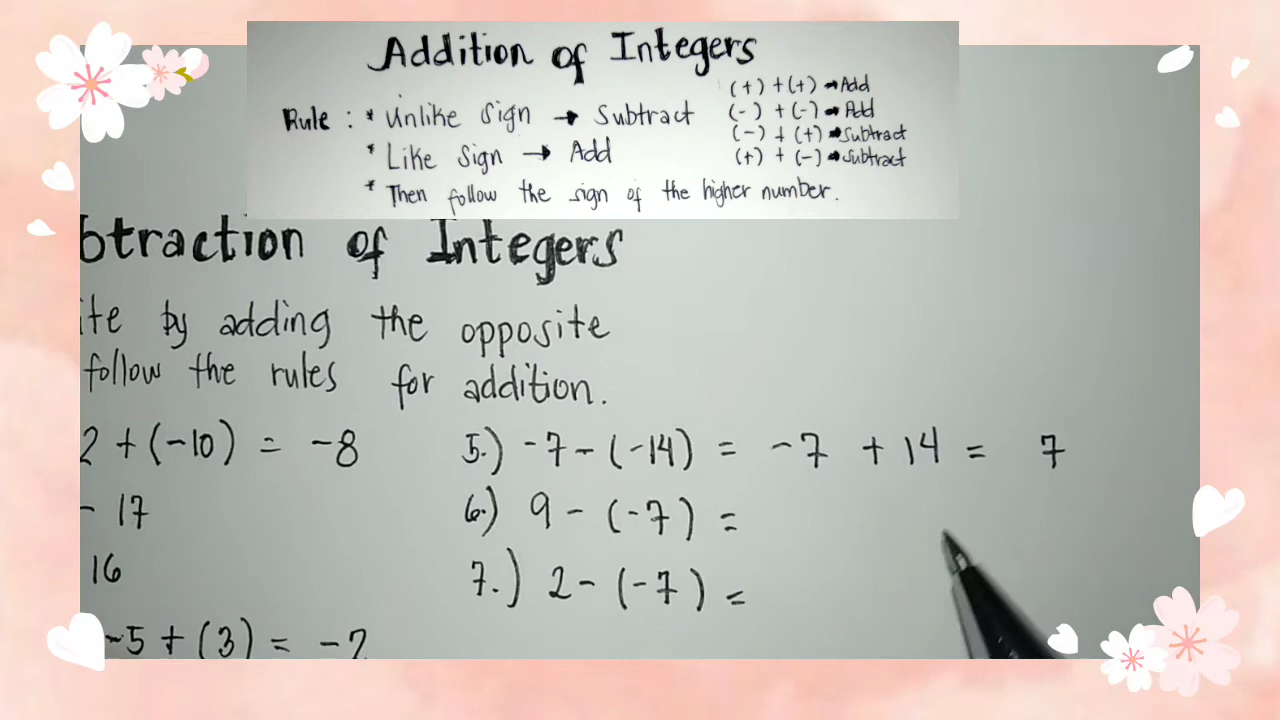 Addition of Integers
Rule : * Unlike Sign → Subtract
* Like Sign → Add
* Then follow the sign of the higher number.
(+) + (+) → Add
(-) + (-) → Add
(-) + (+) → Subtract
(+) + (-) → Subtract
btraction of Integers
ite by adding the opposite
follow the rules for addition.
2 + (-10) = -8
- 17
16
-5 + (3) = -2
5.) -7 - (-14) = -7 + 14 = 7
6.) 9 - (-7) =
7.) 2 - (-7) =